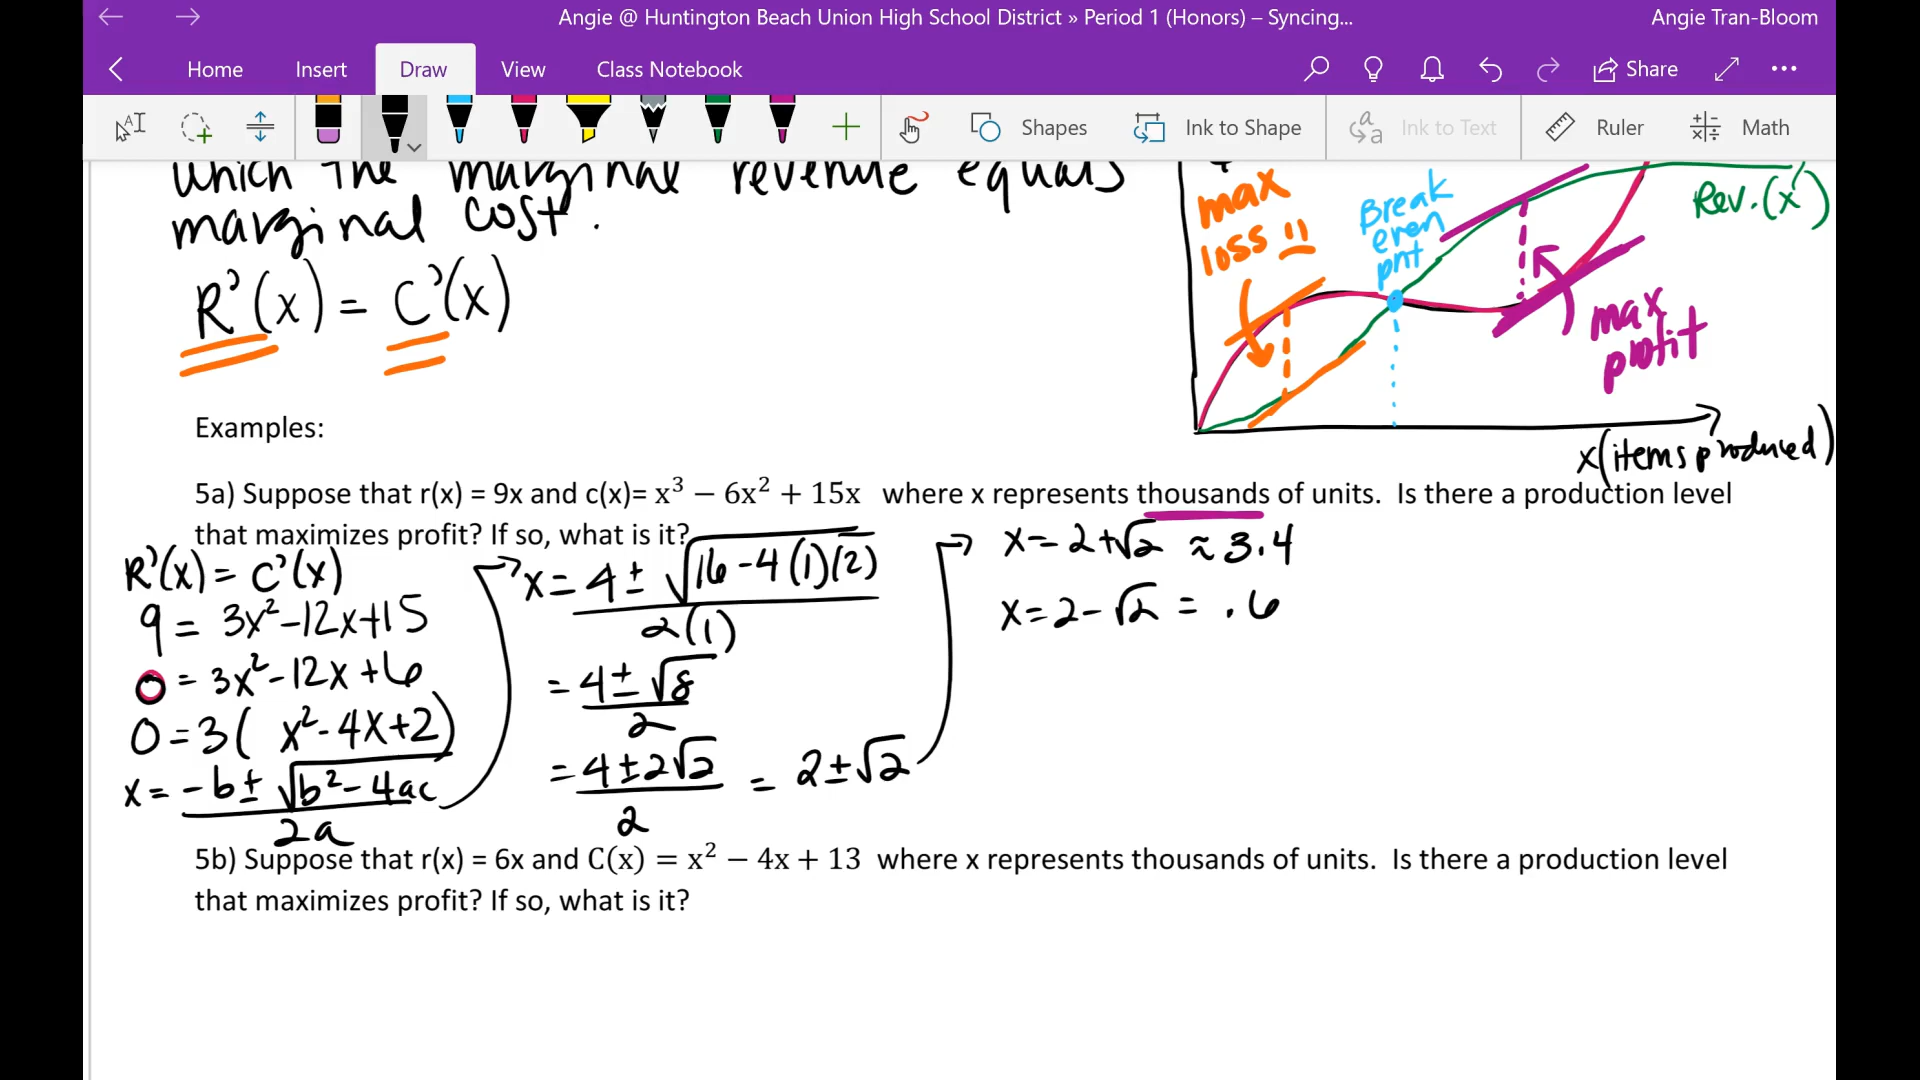 Angie @ Huntington Beach Union High School District » Period 1 (Honors) – Syncing...
Angie Tran-Bloom
Home Insert Draw View Class Notebook Share
Shapes Ink to Shape Ink to Text Ruler Math
which the marginal revenue equals
marginal cost.
R'(x) = C'(x)
max
loss !!
Break
even
pnt
Rev.(x)
max
profit
x(items produced)
Examples:
5a) Suppose that r(x) = 9x and c(x)= x³ − 6x² + 15x where x represents thousands of units. Is there a production level
that maximizes profit? If so, what is it?
R'(x) = C'(x)
9 = 3x²-12x+15
0 = 3x²-12x+6
0 = 3( x²-4x+2)
x = -b ± √b²-4ac
2a
x = 4 ± √16-4(1)(2)
2(1)
= 4 ± √8
2
= 4 ± 2√2 = 2 ± √2
2
x = 2+√2 ≈ 3.4
x = 2-√2 = .6
5b) Suppose that r(x) = 6x and C(x) = x² − 4x + 13 where x represents thousands of units. Is there a production level
that maximizes profit? If so, what is it?